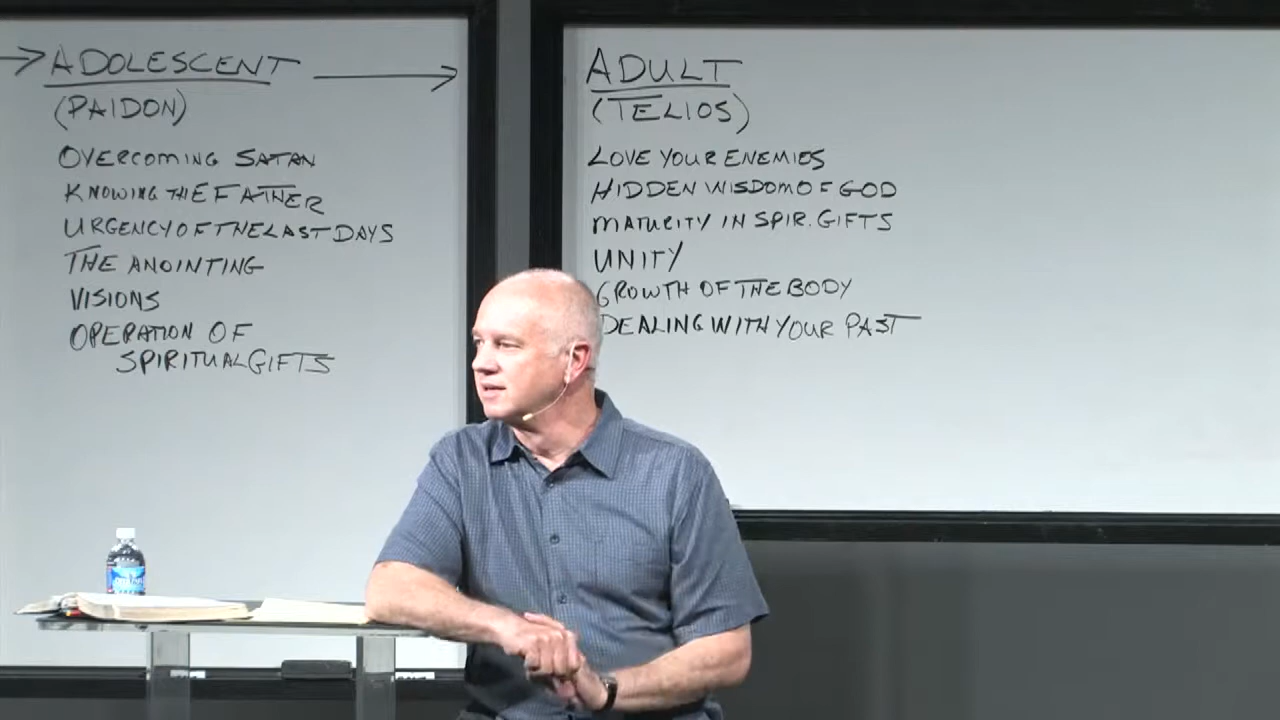 ADOLESCENT
(PAIDON)
OVERCOMING SATAN
KNOWING THE FATHER
URGENCY OF THE LAST DAYS
THE ANOINTING
VISIONS
OPERATION OF
SPIRITUAL GIFTS
ADULT
(TELIOS)
LOVE YOUR ENEMIES
HIDDEN WISDOM OF GOD
MATURITY IN SPIR. GIFTS
UNITY
GROWTH OF THE BODY
DEALING WITH YOUR PAST